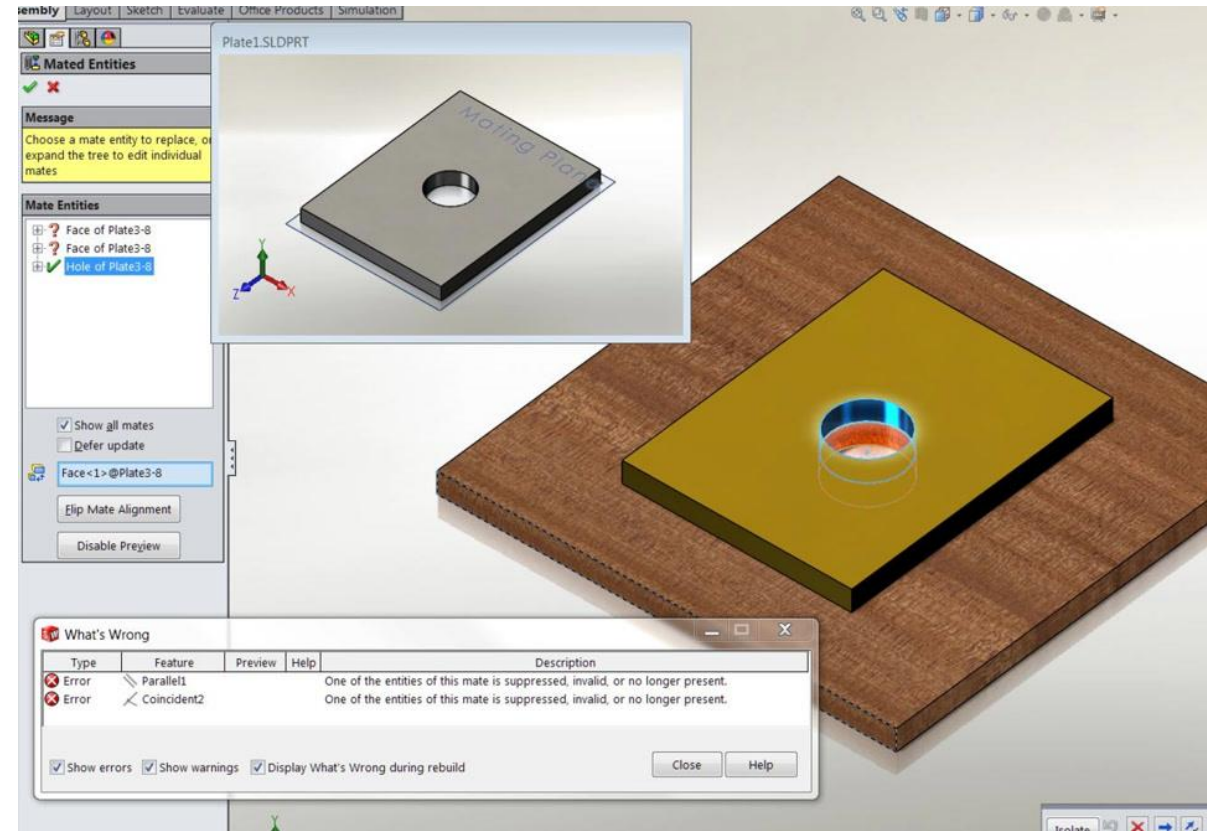 Assembly Layout Sketch Evaluate Office Products Simulation
Plate1.SLDPRT
Mated Entities
Message
Choose a mate entity to replace, or
expand the tree to edit individual
mates
Mate Entities
Face of Plate3-8
Face of Plate3-8
Hole of Plate3-8
Mating Plane
Y
Z X
Show all mates
Defer update
Face<1>@Plate3-8
Flip Mate Alignment
Disable Preview
What's Wrong
Type Feature Preview Help Description
Error Parallel1 One of the entities of this mate is suppressed, invalid, or no longer present.
Error Coincident2 One of the entities of this mate is suppressed, invalid, or no longer present.
Show errors Show warnings Display What's Wrong during rebuild
Close Help
Y
Isolate